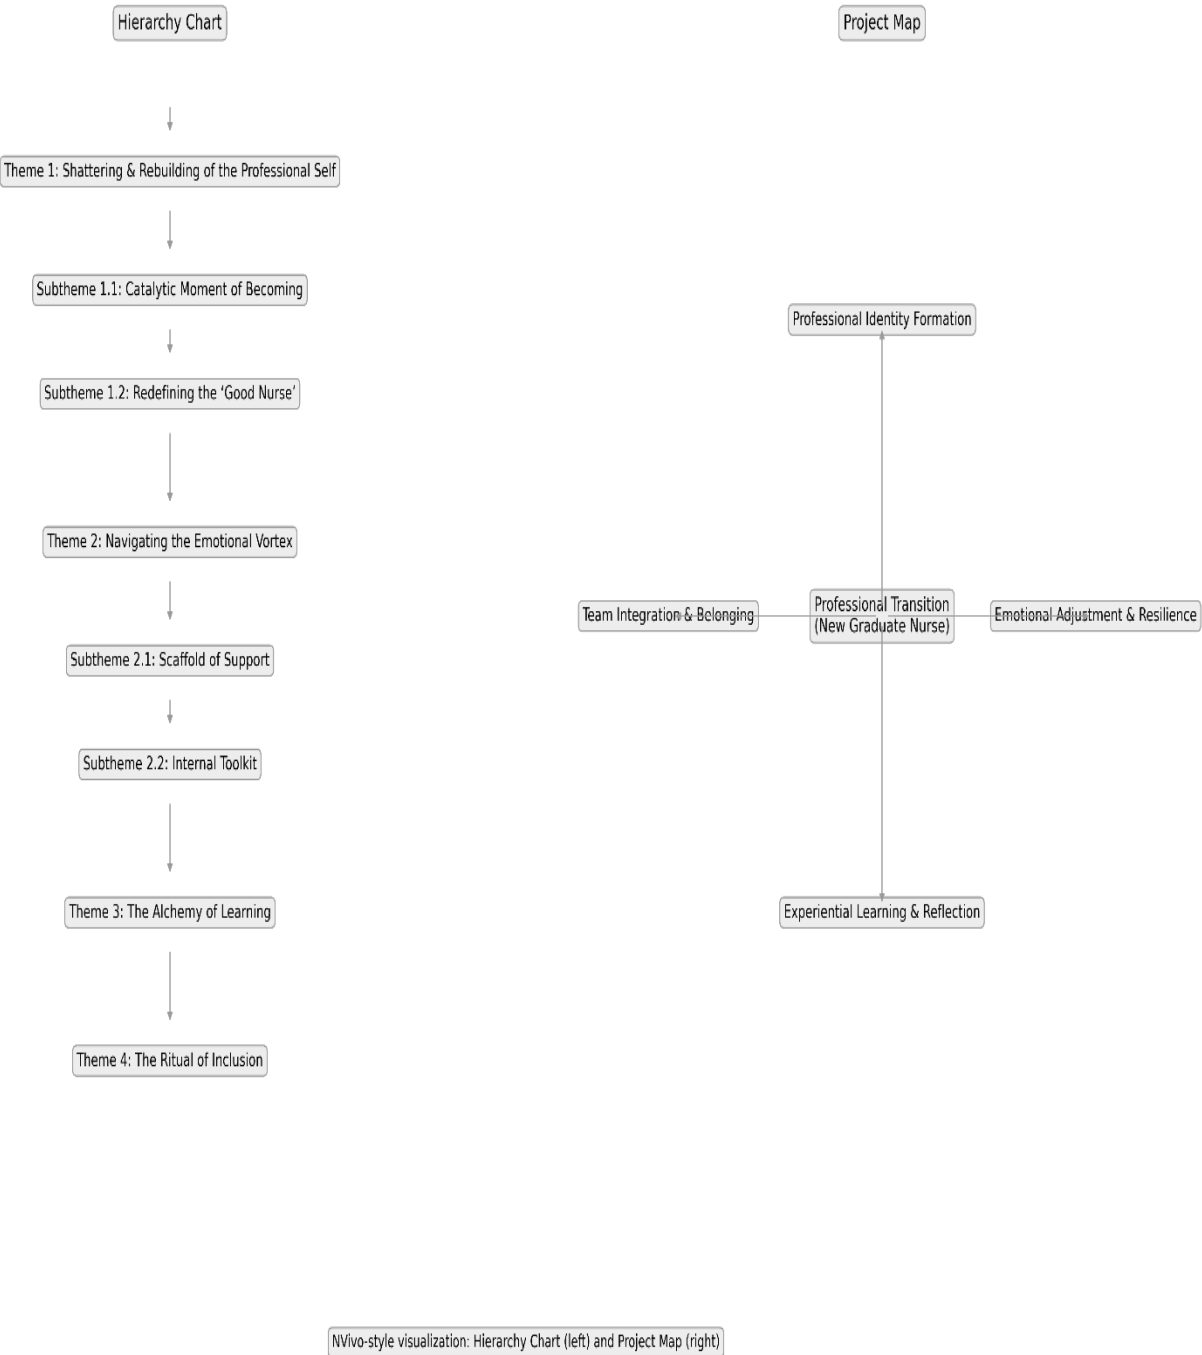 Hierarchy Chart
Theme 1: Shattering & Rebuilding of the Professional Self
Subtheme 1.1: Catalytic Moment of Becoming
Subtheme 1.2: Redefining the ‘Good Nurse’
Theme 2: Navigating the Emotional Vortex
Subtheme 2.1: Scaffold of Support
Subtheme 2.2: Internal Toolkit
Theme 3: The Alchemy of Learning
Theme 4: The Ritual of Inclusion
Project Map
Professional Identity Formation
Team Integration & Belonging
Professional Transition
(New Graduate Nurse)
Emotional Adjustment & Resilience
Experiential Learning & Reflection
NVivo-style visualization: Hierarchy Chart (left) and Project Map (right)